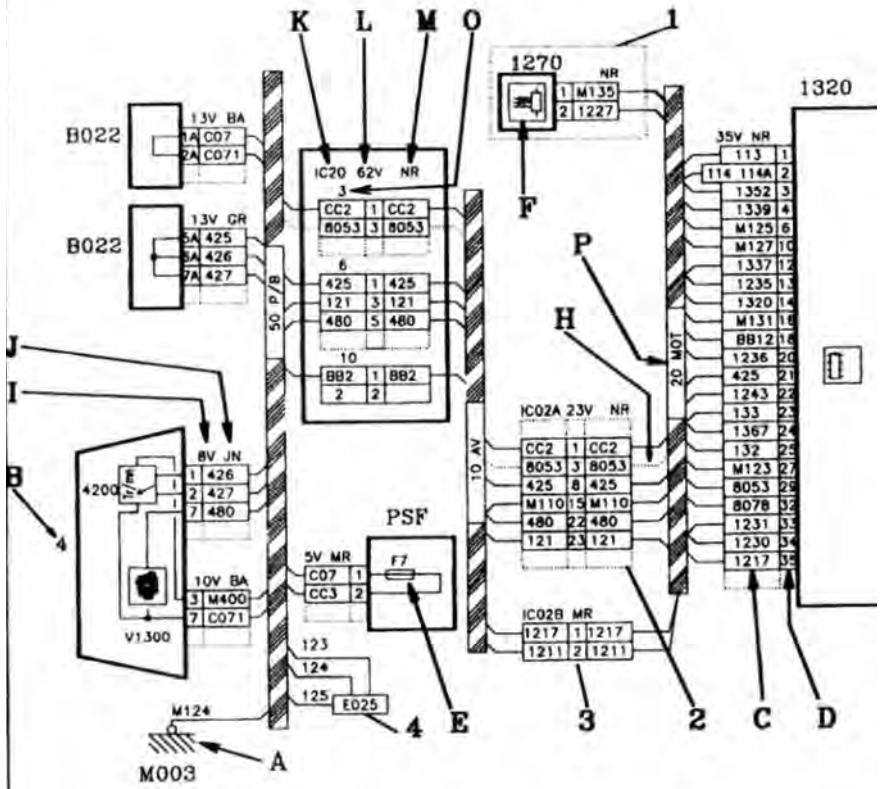 K L M O
1
1270
NR
1 M135
2 1227
F
1320
35V NR
113 1
114 114A 2
1352 3
1339 4
M125 6
M127 10
1337 12
1235 13
1320 14
M131 16
BB12 18
1236 20
425 21
1243 22
133 23
1367 24
132 25
M123 27
8053 29
8078 32
1231 33
1230 34
1217 35
C D
B022
13V BA
1A C07
2A C071
B022
13V GR
5A 425
6A 426
7A 427
50 P/B
IC20 62V NR
3
CC2 1 CC2
8053 3 8053
6
425 1 425
121 3 121
480 5 480
10
BB2 1 BB2
2 2
P
H
20 MOT
10 AV
IC02A 23V NR
CC2 1 CC2
8053 3 8053
425 8 425
M110 15 M110
480 22 480
121 23 121
2
IC02B MR
1217 1 1217
1211 2 1211
3
J
I
B
8V JN
1 426
2 427
7 480
4200
Tr/mn
4
10V BA
3 M400
7 C071
V1300
PSF
5V MR
C07 1
CC3 2
F7
E
123
124
125
E025
4
M124
A
M003